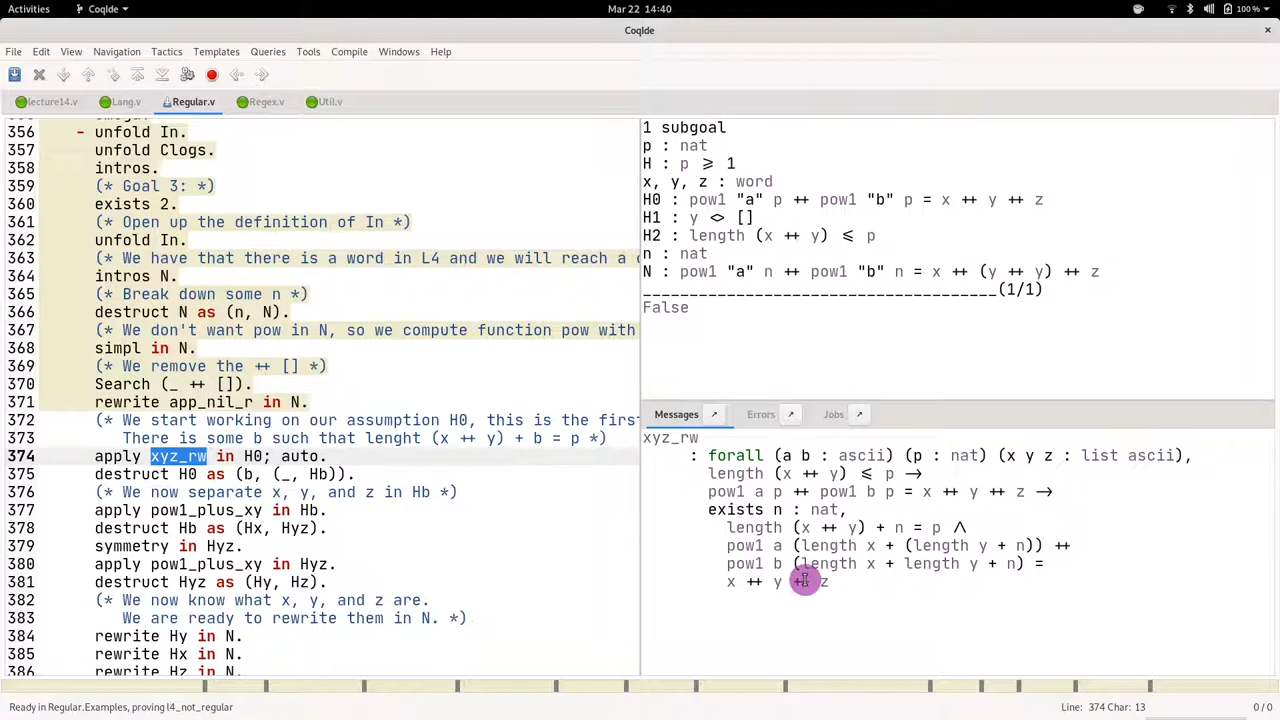 Activities
CoqIde
Mar 22 14:40
100 %
CoqIde
File Edit View Navigation Tactics Templates Queries Tools Compile Windows Help
lecture14.v Lang.v Regular.v Regex.v Util.v
356 - unfold In.
357 unfold Clogs.
358 intros.
359 (* Goal 3: *)
360 exists 2.
361 (* Open up the definition of In *)
362 unfold In.
363 (* We have that there is a word in L4 and we will reach a
364 intros N.
365 (* Break down some n *)
366 destruct N as (n, N).
367 (* We don't want pow in N, so we compute function pow with
368 simpl in N.
369 (* We remove the ++ [] *)
370 Search (_ ++ []).
371 rewrite app_nil_r in N.
372 (* We start working on our assumption H0, this is the
373 There is some b such that lenght (x ++ y) + b = p *)
374 apply xyz_rw in H0; auto.
375 destruct H0 as (b, (_, Hb)).
376 (* We now separate x, y, and z in Hb *)
377 apply pow1_plus_xy in Hb.
378 destruct Hb as (Hx, Hyz).
379 symmetry in Hyz.
380 apply pow1_plus_xy in Hyz.
381 destruct Hyz as (Hy, Hz).
382 (* We now know what x, y, and z are.
383 We are ready to rewrite them in N. *)
384 rewrite Hy in N.
385 rewrite Hx in N.
386 rewrite Hz in N.
1 subgoal
p : nat
H : p ⩾ 1
x, y, z : word
H0 : pow1 "a" p ++ pow1 "b" p = x ++ y ++ z
H1 : y <> []
H2 : length (x ++ y) ⩽ p
n : nat
N : pow1 "a" n ++ pow1 "b" n = x ++ (y ++ y) ++ z
______________________________________(1/1)
False
Messages Errors Jobs
xyz_rw
: forall (a b : ascii) (p : nat) (x y z : list ascii),
length (x ++ y) ⩽ p →
pow1 a p ++ pow1 b p = x ++ y ++ z →
exists n : nat,
length (x ++ y) + n = p ∧
pow1 a (length x + (length y + n)) ++
pow1 b (length x + length y + n) =
x ++ y ++ z
Ready in Regular.Examples, proving l4_not_regular
Line: 374 Char: 13
0 / 0